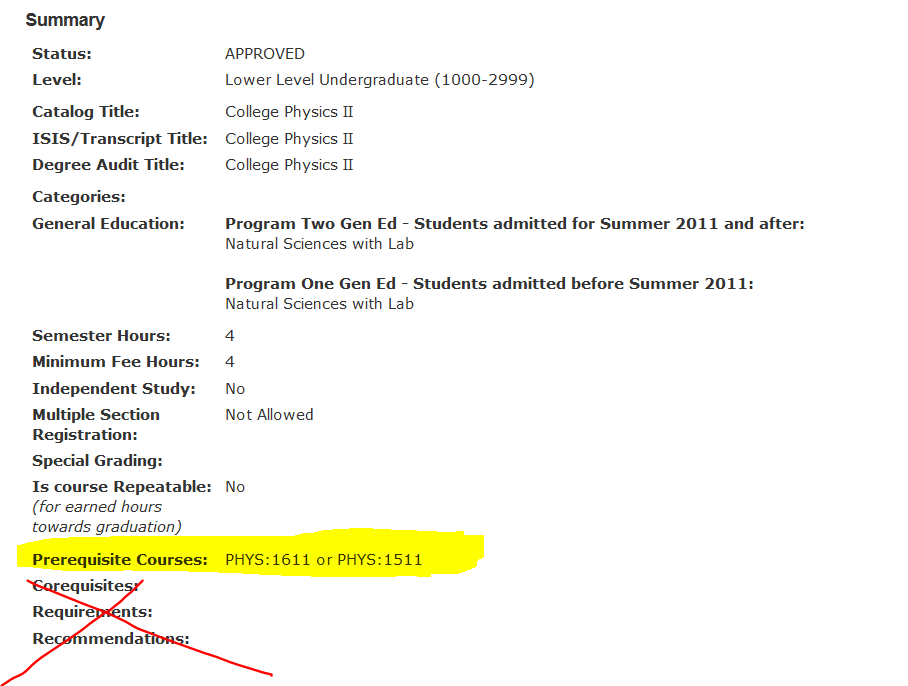 Summary
Status: APPROVED
Level: Lower Level Undergraduate (1000-2999)
Catalog Title: College Physics II
ISIS/Transcript Title: College Physics II
Degree Audit Title: College Physics II
Categories:
General Education: Program Two Gen Ed - Students admitted for Summer 2011 and after:
Natural Sciences with Lab
Program One Gen Ed - Students admitted before Summer 2011:
Natural Sciences with Lab
Semester Hours: 4
Minimum Fee Hours: 4
Independent Study: No
Multiple Section Not Allowed
Registration:
Special Grading:
Is course Repeatable: No
(for earned hours
towards graduation)
Prerequisite Courses: PHYS:1611 or PHYS:1511
Corequisites:
Requirements:
Recommendations: